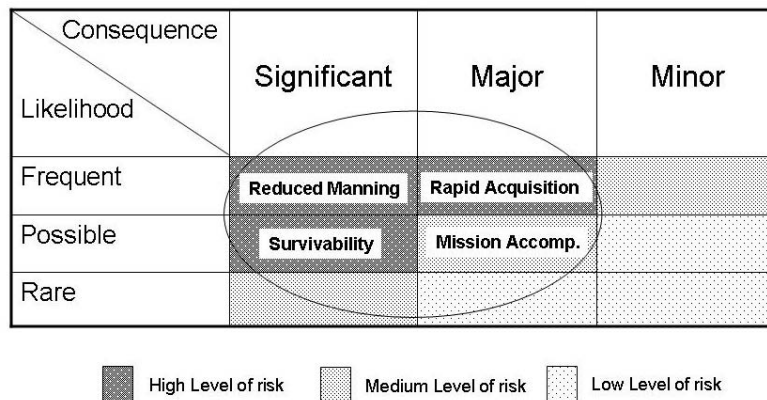 Consequence
Likelihood
Significant Major Minor
Frequent Reduced Manning Rapid Acquisition
Possible Survivability Mission Accomp.
Rare
High Level of risk Medium Level of risk Low Level of risk